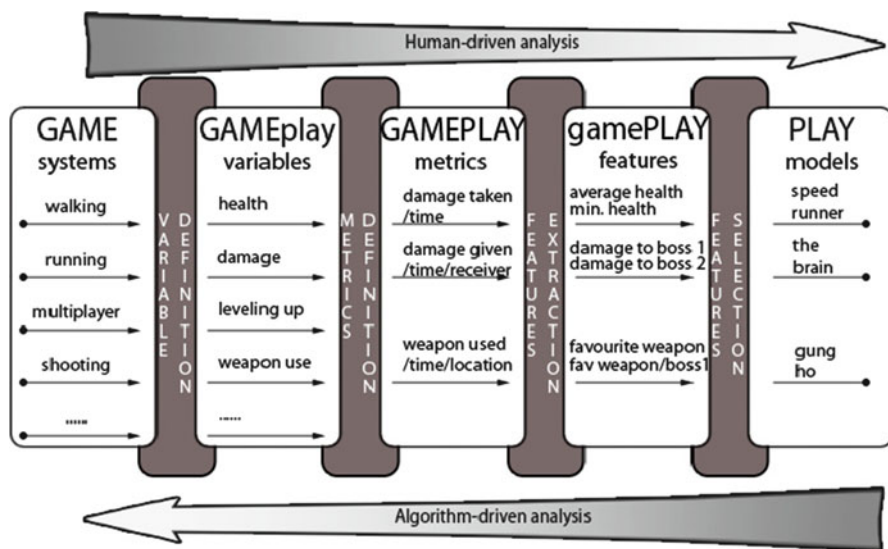 Human-driven analysis
GAME
systems
walking
running
multiplayer
shooting
......
VARIABLE
DEFINITION
GAMEplay
variables
health
damage
leveling up
weapon use
......
METRICS
DEFINITION
GAMEPLAY
metrics
damage taken
/time
damage given
/time/receiver
weapon used
/time/location
FEATURES
EXTRACTION
gamePLAY
features
average health
min. health
damage to boss 1
damage to boss 2
favourite weapon
fav weapon/boss1
FEATURES
SELECTION
PLAY
models
speed
runner
the
brain
gung
ho
Algorithm-driven analysis